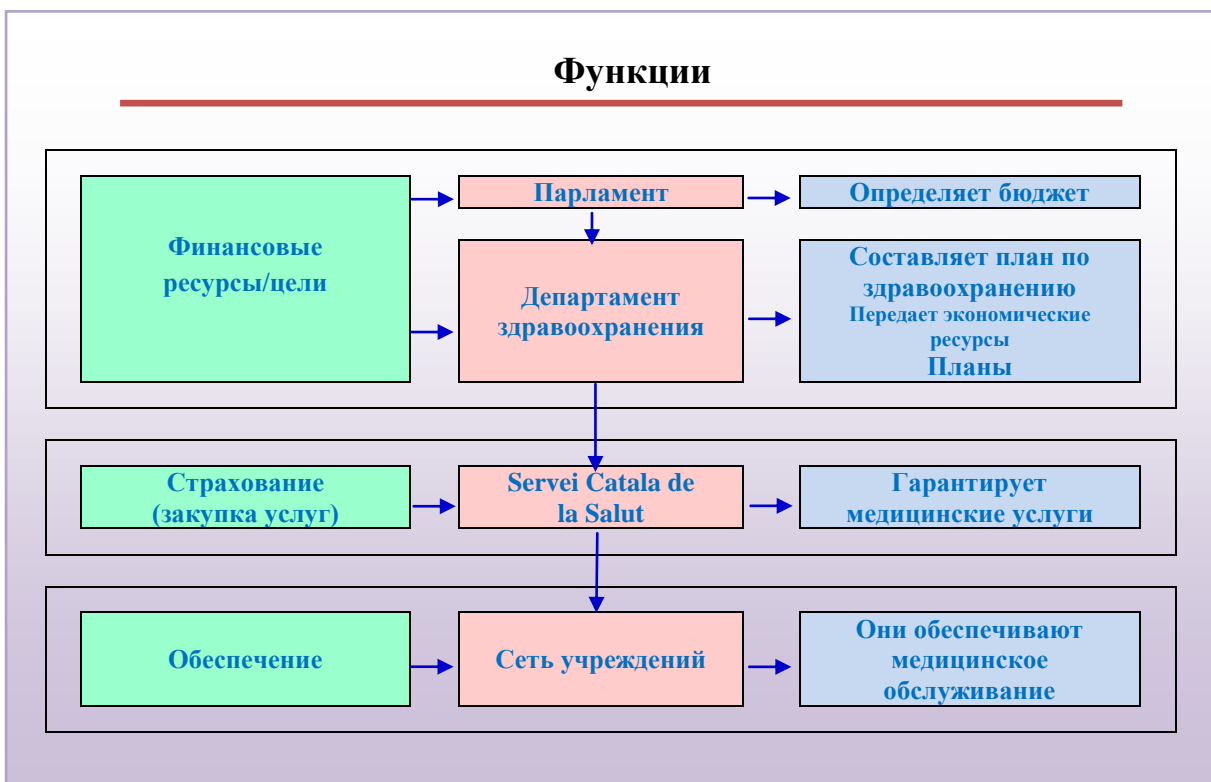 Функции
Финансовые
ресурсы/цели
Парламент
Определяет бюджет
Департамент
здравоохранения
Составляет план по
здравоохранению
Передает экономические
ресурсы
Планы
Страхование
(закупка услуг)
Servei Catala de
la Salut
Гарантирует
медицинские услуги
Обеспечение
Сеть учреждений
Они обеспечивают
медицинское
обслуживание